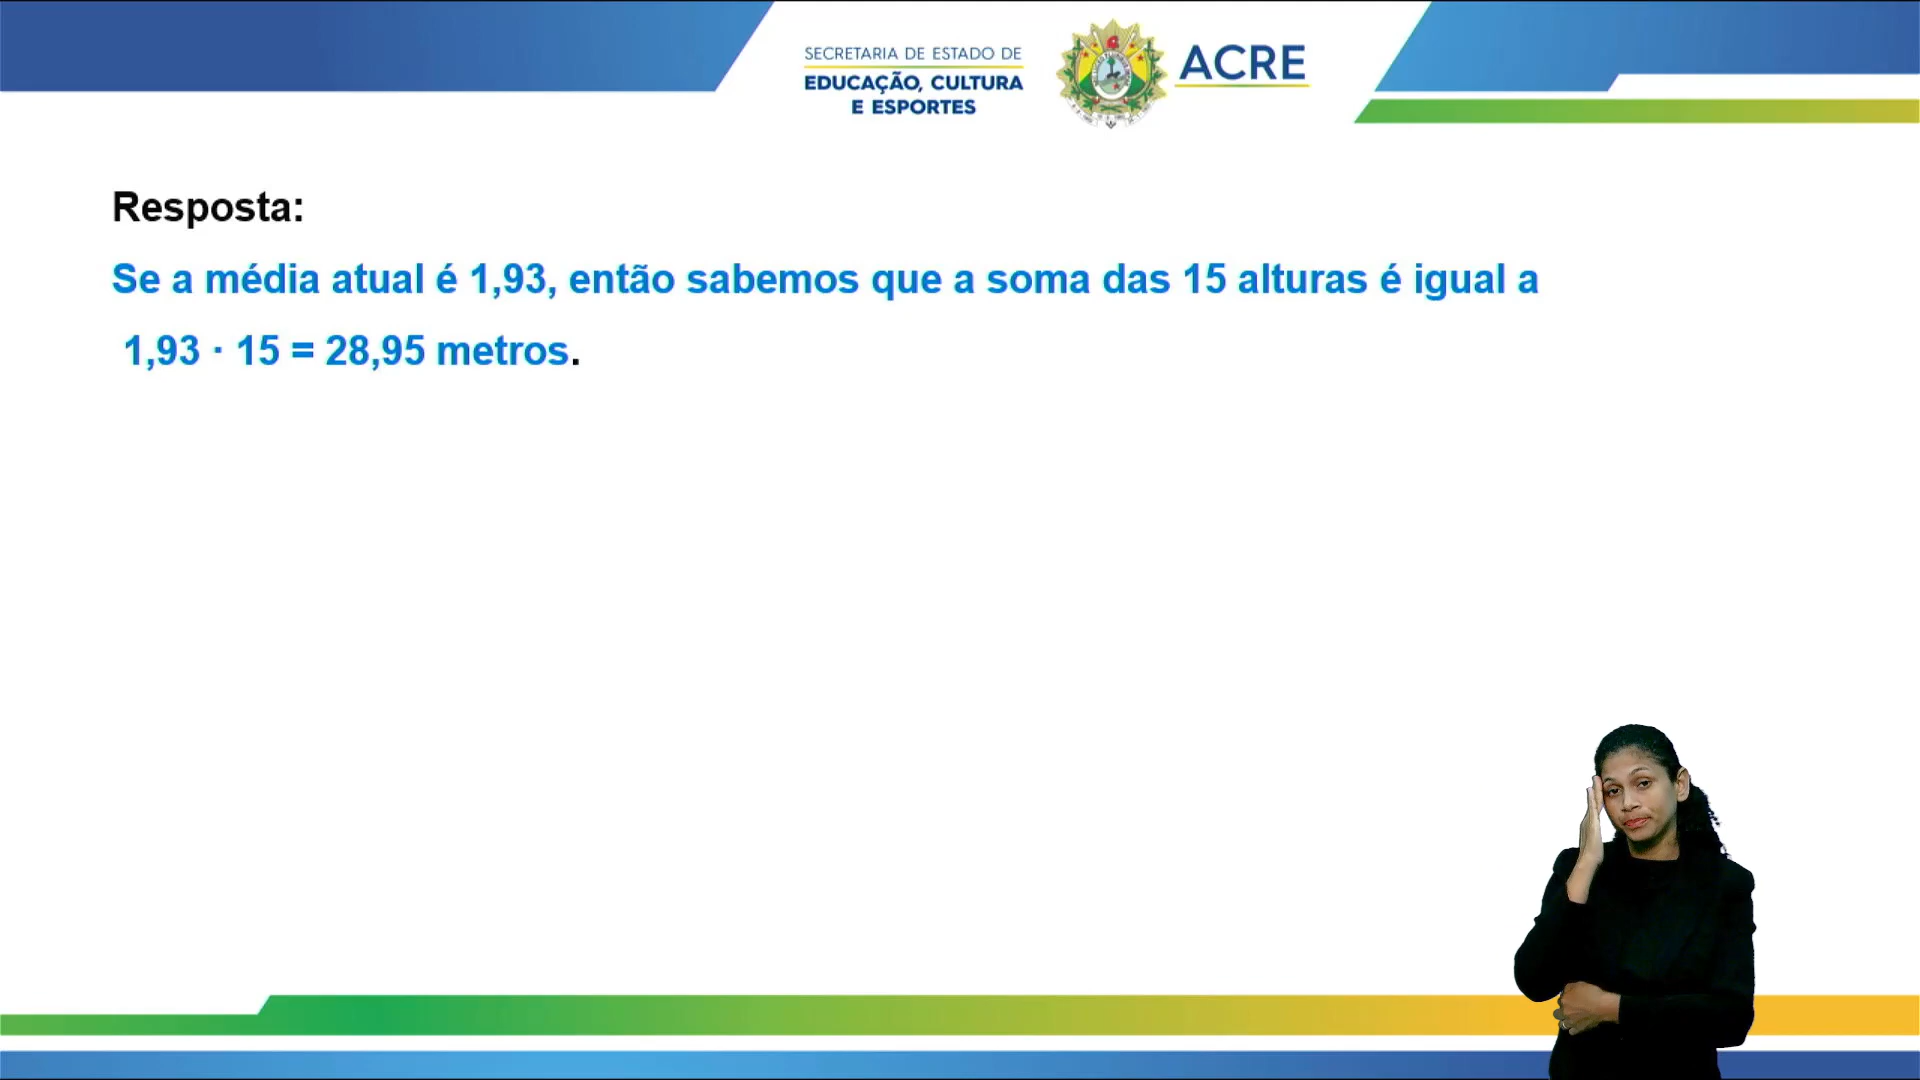 SECRETARIA DE ESTADO DE
EDUCAÇÃO, CULTURA
E ESPORTES
ACRE
Resposta:
Se a média atual é 1,93, então sabemos que a soma das 15 alturas é igual a
1,93 · 15 = 28,95 metros.